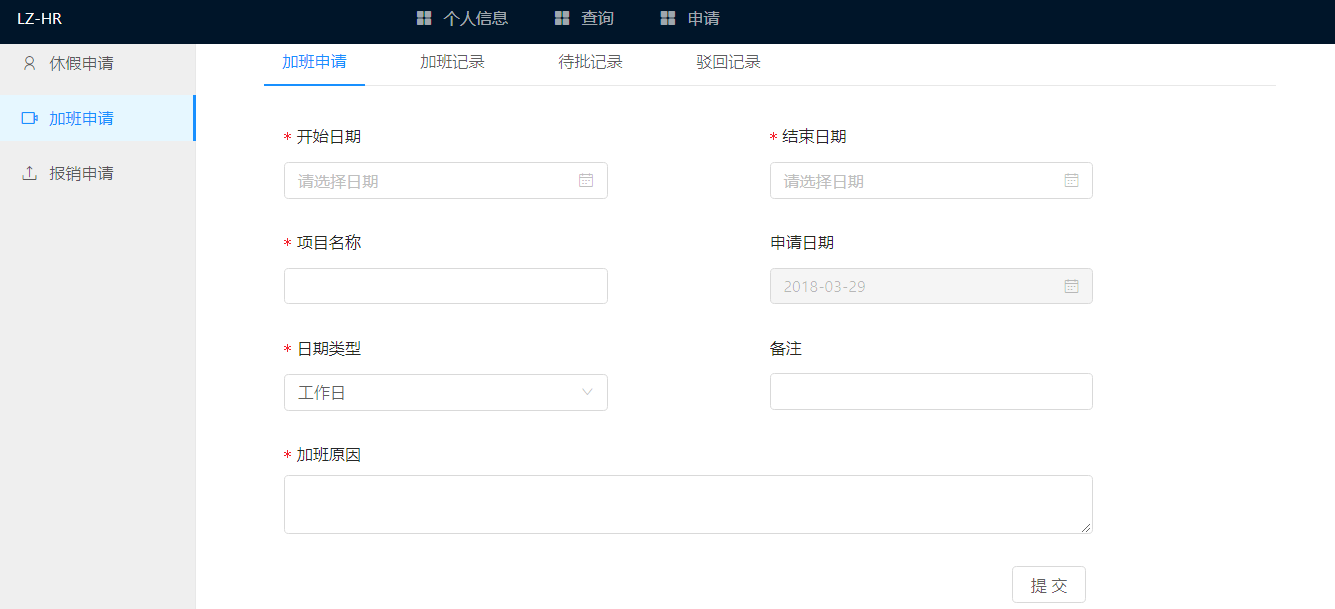 LZ-HR 个人信息 查询 申请
休假申请
加班申请
报销申请
加班申请 加班记录 待批记录 驳回记录
* 开始日期 * 结束日期
请选择日期 请选择日期
* 项目名称 申请日期
2018-03-29
* 日期类型 备注
工作日
* 加班原因
提 交